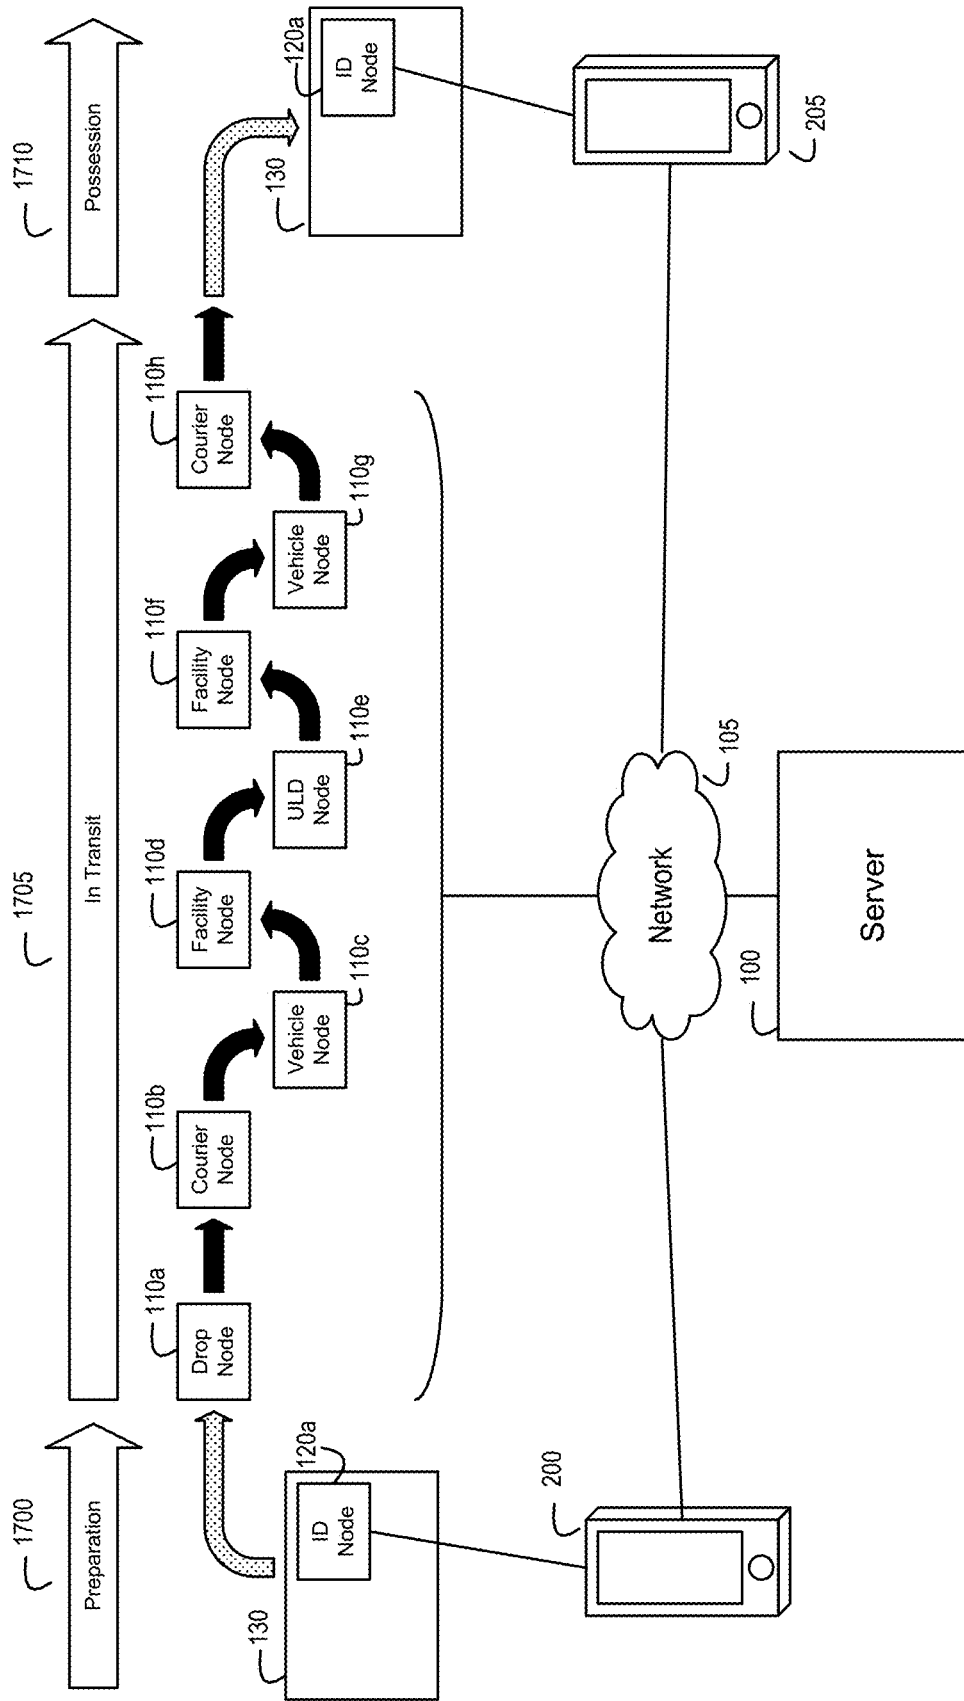 1700
1705
1710
Preparation
In Transit
Possession
110a
110b
110d
110f
110h
Drop
Node
Courier
Node
Facility
Node
Facility
Node
Courier
Node
Vehicle
Node
110c
ULD
Node
110e
Vehicle
Node
110g
130
ID
Node
120a
130
ID
Node
120a
200
205
Network
105
100
Server